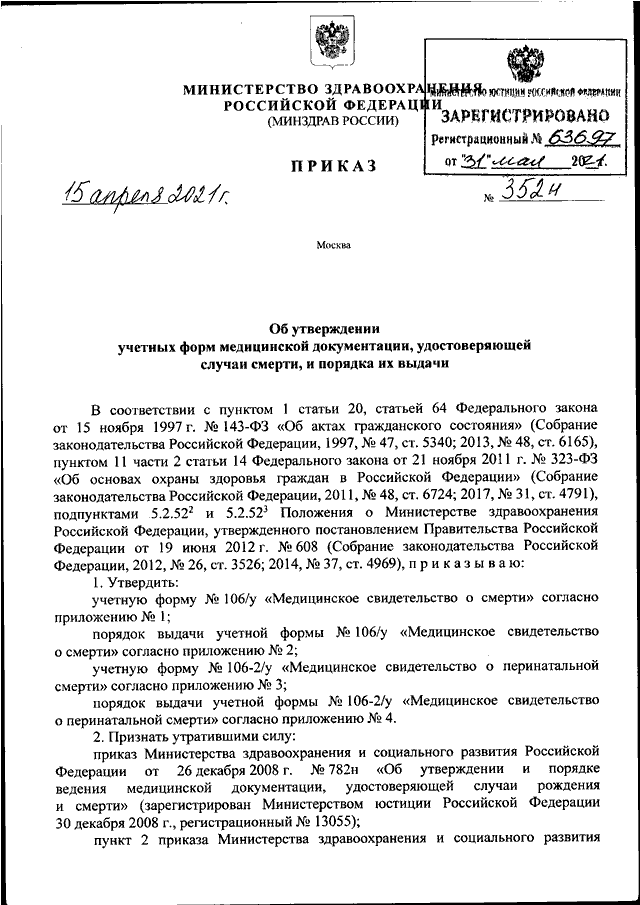 МИНИСТЕРСТВО ЗДРАВООХРАНЕНИЯ
РОССИЙСКОЙ ФЕДЕРАЦИИ
(МИНЗДРАВ РОССИИ)
МИНИСТЕРСТВО ЮСТИЦИИ РОССИЙСКОЙ ФЕДЕРАЦИИ
ЗАРЕГИСТРИРОВАНО
Регистрационный № 63697
от "31" мая 2021.
ПРИКАЗ
15 апреля 2021г.
№ 352н
Москва
Об утверждении
учетных форм медицинской документации, удостоверяющей
случаи смерти, и порядка их выдачи
В соответствии с пунктом 1 статьи 20, статьей 64 Федерального закона
от 15 ноября 1997 г. № 143-ФЗ «Об актах гражданского состояния» (Собрание
законодательства Российской Федерации, 1997, № 47, ст. 5340; 2013, № 48, ст. 6165),
пунктом 11 части 2 статьи 14 Федерального закона от 21 ноября 2011 г. № 323-ФЗ
«Об основах охраны здоровья граждан в Российской Федерации» (Собрание
законодательства Российской Федерации, 2011, № 48, ст. 6724; 2017, № 31, ст. 4791),
подпунктами 5.2.52² и 5.2.52³ Положения о Министерстве здравоохранения
Российской Федерации, утвержденного постановлением Правительства Российской
Федерации от 19 июня 2012 г. № 608 (Собрание законодательства Российской
Федерации, 2012, № 26, ст. 3526; 2014, № 37, ст. 4969), п р и к а з ы в а ю:
1. Утвердить:
учетную форму № 106/у «Медицинское свидетельство о смерти» согласно
приложению № 1;
порядок выдачи учетной формы № 106/у «Медицинское свидетельство
о смерти» согласно приложению № 2;
учетную форму № 106-2/у «Медицинское свидетельство о перинатальной
смерти» согласно приложению № 3;
порядок выдачи учетной формы № 106-2/у «Медицинское свидетельство
о перинатальной смерти» согласно приложению № 4.
2. Признать утратившими силу:
приказ Министерства здравоохранения и социального развития Российской
Федерации от 26 декабря 2008 г. № 782н «Об утверждении и порядке
ведения медицинской документации, удостоверяющей случаи рождения
и смерти» (зарегистрирован Министерством юстиции Российской Федерации
30 декабря 2008 г., регистрационный № 13055);
пункт 2 приказа Министерства здравоохранения и социального развития